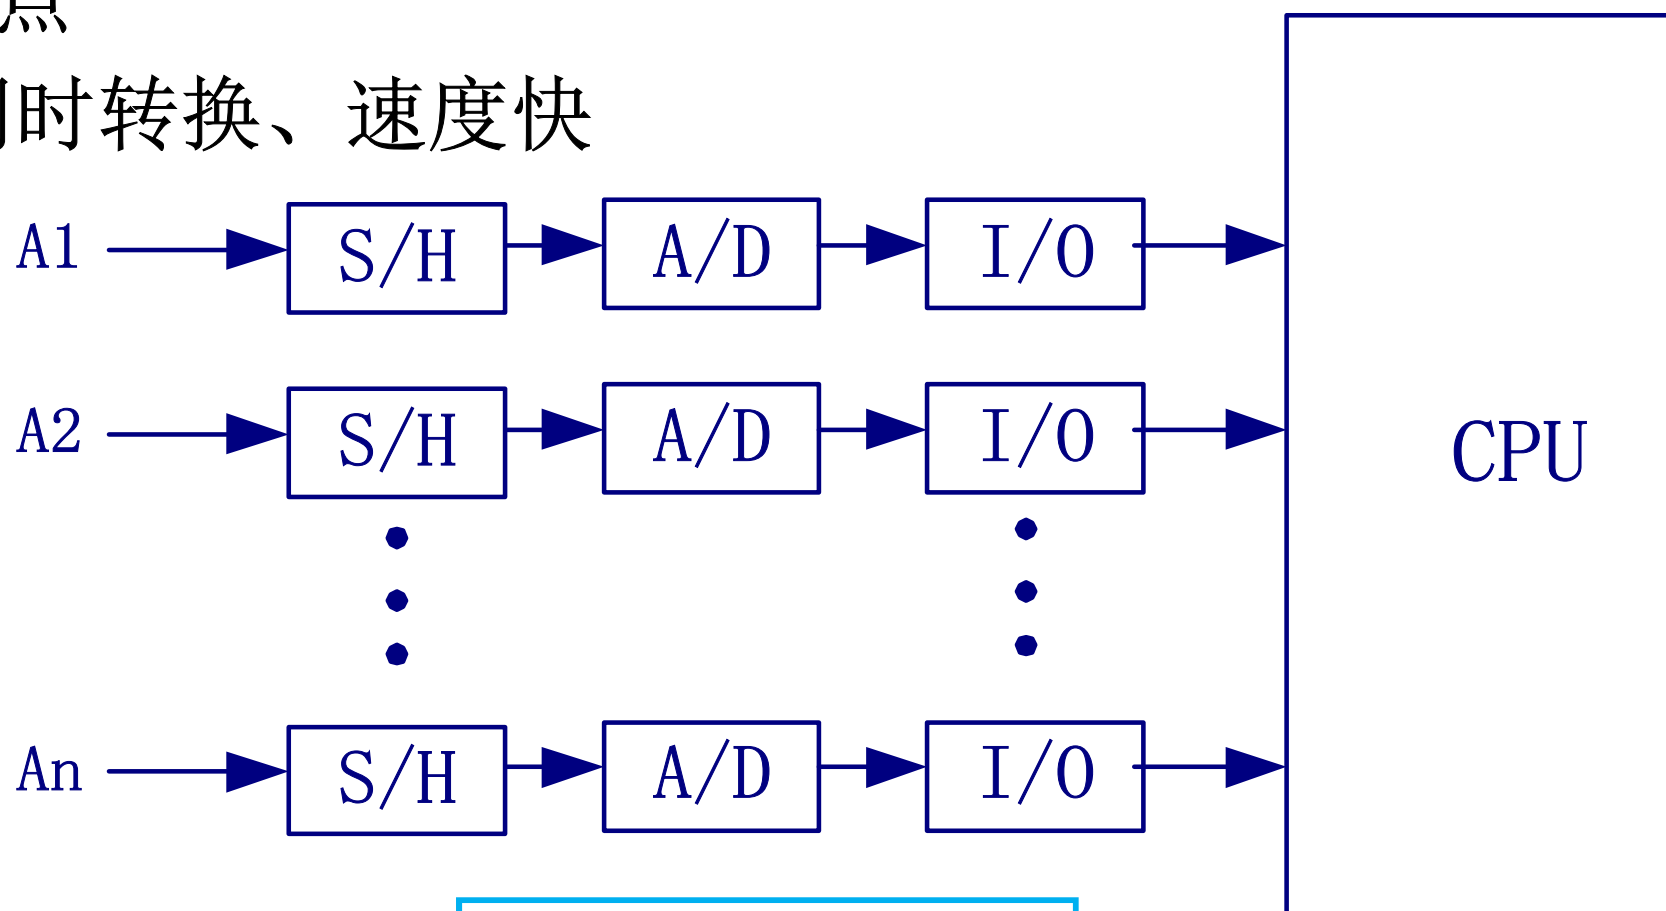 时转换、速度快
A1 S/H A/D I/O
A2 S/H A/D I/O
CPU
An S/H A/D I/O